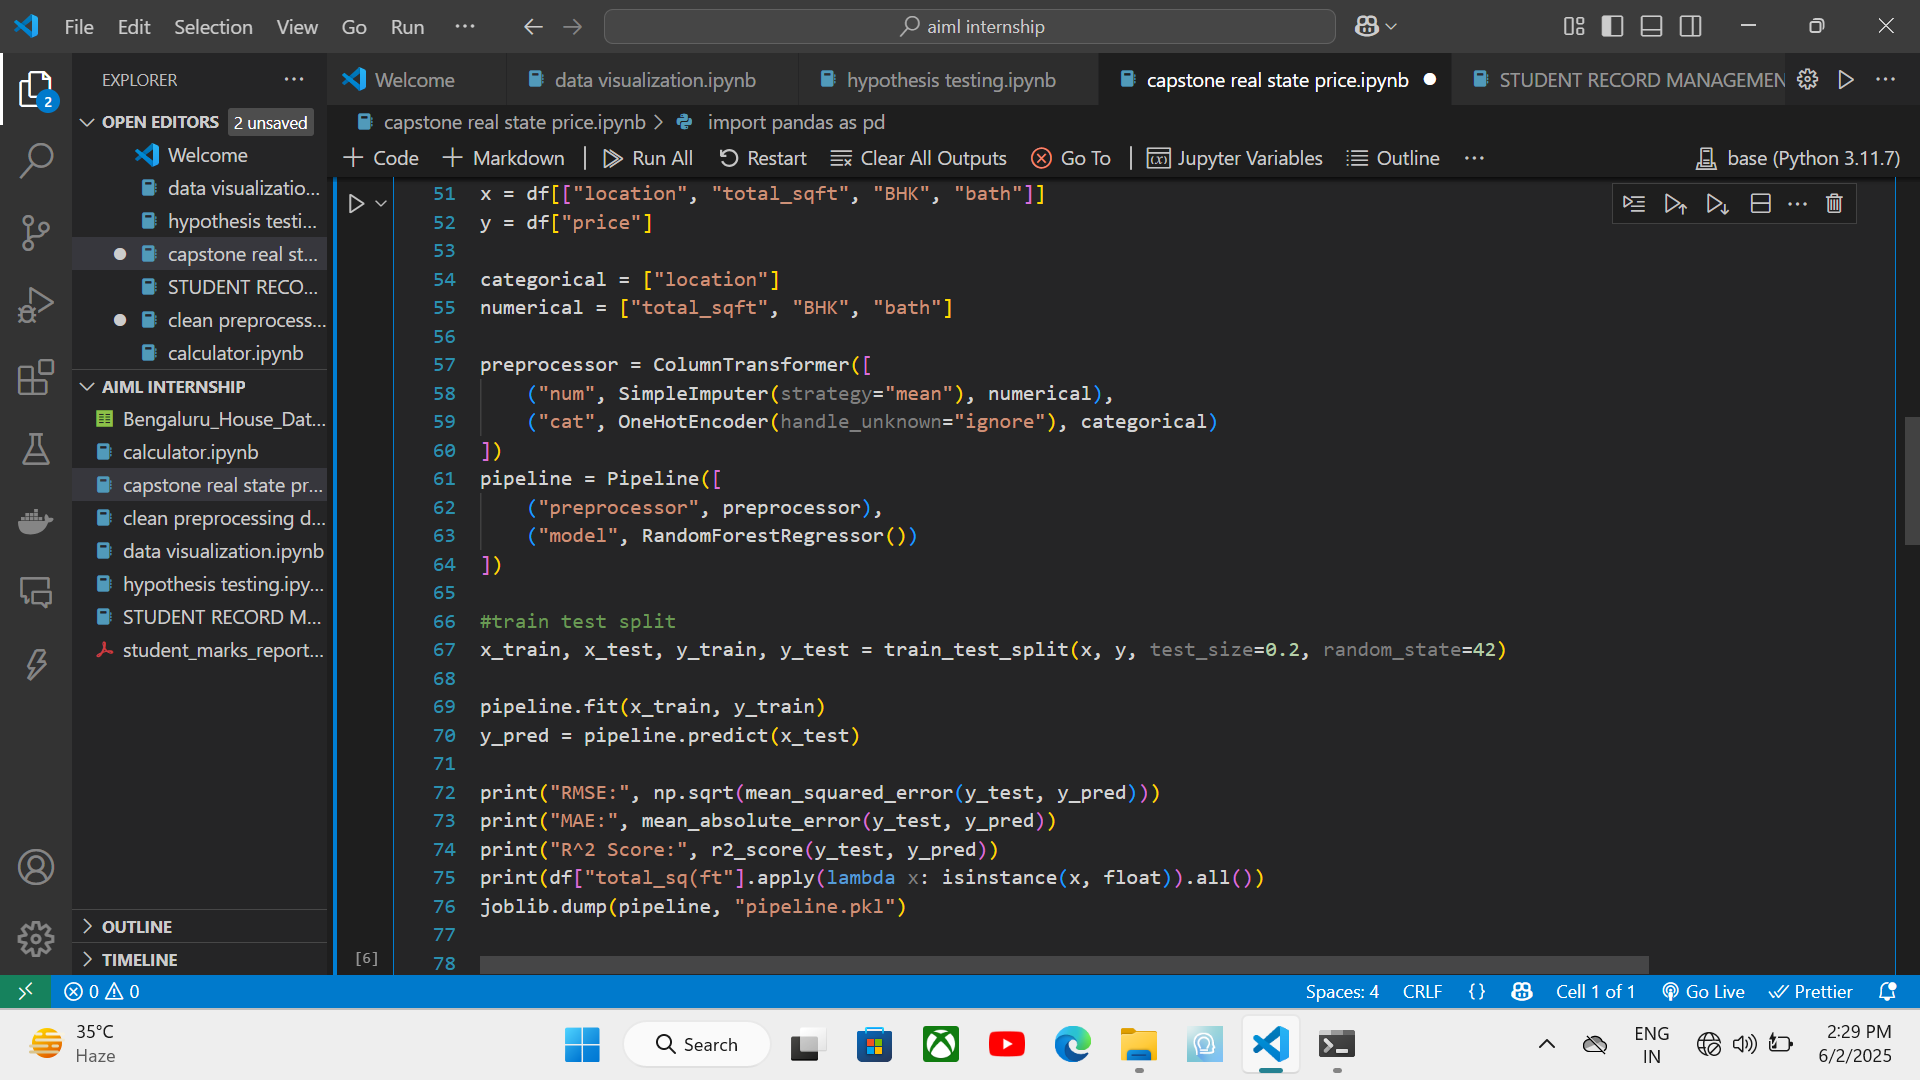 File Edit Selection View Go Run ··· aiml internship
EXPLORER ···
Welcome data visualization.ipynb hypothesis testing.ipynb capstone real state price.ipynb STUDENT RECORD MANAGEMEN
2
OPEN EDITORS 2 unsaved
Welcome
data visualizatio...
hypothesis testi...
capstone real st...
STUDENT RECO...
clean preprocess...
calculator.ipynb
AIML INTERNSHIP
Bengaluru_House_Dat...
calculator.ipynb
capstone real state pr...
clean preprocessing d...
data visualization.ipynb
hypothesis testing.ipy...
STUDENT RECORD M...
student_marks_report...
OUTLINE
TIMELINE
capstone real state price.ipynb > import pandas as pd
+ Code + Markdown | Run All Restart Clear All Outputs Go To | Jupyter Variables Outline ··· base (Python 3.11.7)
51 x = df[["location", "total_sqft", "BHK", "bath"]]
52 y = df["price"]
53
54 categorical = ["location"]
55 numerical = ["total_sqft", "BHK", "bath"]
56
57 preprocessor = ColumnTransformer([
58 ("num", SimpleImputer(strategy="mean"), numerical),
59 ("cat", OneHotEncoder(handle_unknown="ignore"), categorical)
60 ])
61 pipeline = Pipeline([
62 ("preprocessor", preprocessor),
63 ("model", RandomForestRegressor())
64 ])
65
66 #train test split
67 x_train, x_test, y_train, y_test = train_test_split(x, y, test_size=0.2, random_state=42)
68
69 pipeline.fit(x_train, y_train)
70 y_pred = pipeline.predict(x_test)
71
72 print("RMSE:", np.sqrt(mean_squared_error(y_test, y_pred)))
73 print("MAE:", mean_absolute_error(y_test, y_pred))
74 print("R^2 Score:", r2_score(y_test, y_pred))
75 print(df["total_sq(ft"].apply(lambda x: isinstance(x, float)).all())
76 joblib.dump(pipeline, "pipeline.pkl")
77
[6] 78
0 0 Spaces: 4 CRLF {} Cell 1 of 1 Go Live Prettier
35°C
Haze
Search
ENG
IN
2:29 PM
6/2/2025